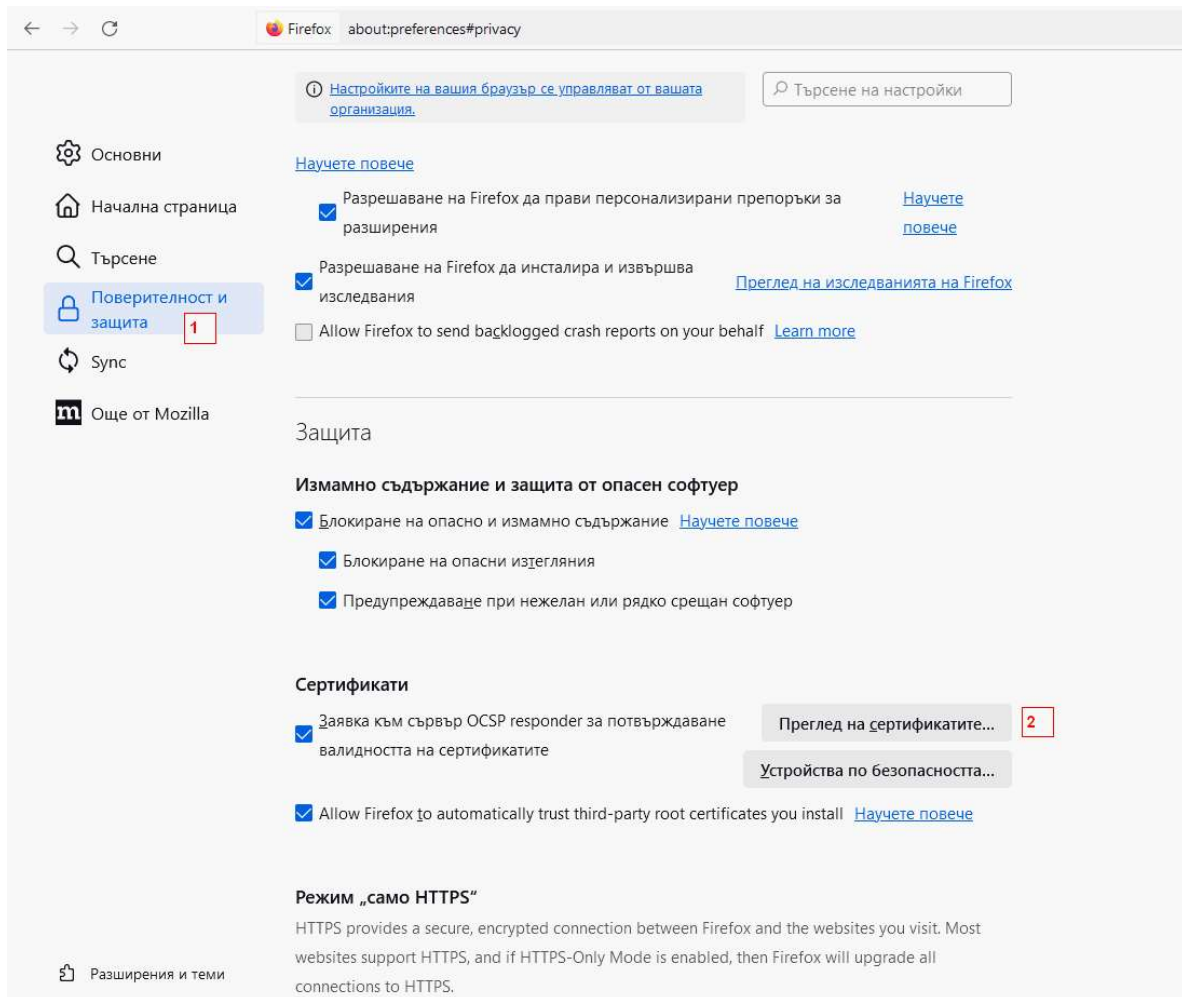 Firefox about:preferences#privacy
Настройките на вашия браузър се управляват от вашата
организация.
Търсене на настройки
Основни
Начална страница
Търсене
Поверителност и
защита
1
Sync
Още от Mozilla
Разширения и теми
Научете повече
Разрешаване на Firefox да прави персонализирани препоръки за
разширения
Научете
повече
Разрешаване на Firefox да инсталира и извършва
изследвания
Преглед на изследванията на Firefox
Allow Firefox to send backlogged crash reports on your behalf Learn more
Защита
Измамно съдържание и защита от опасен софтуер
Блокиране на опасно и измамно съдържание Научете повече
Блокиране на опасни изтегляния
Предупреждаване при нежелан или рядко срещан софтуер
Сертификати
Заявка към сървър OCSP responder за потвърждаване
валидността на сертификатите
Преглед на сертификатите...
2
Устройства по безопасността...
Allow Firefox to automatically trust third-party root certificates you install Научете повече
Режим „само HTTPS“
HTTPS provides a secure, encrypted connection between Firefox and the websites you visit. Most
websites support HTTPS, and if HTTPS-Only Mode is enabled, then Firefox will upgrade all
connections to HTTPS.